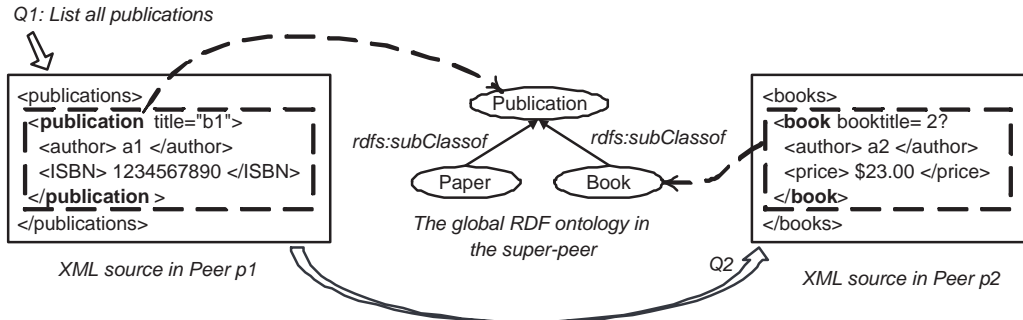 Q1: List all publications
<publications>
<publication title="b1">
<author> a1 </author>
<ISBN> 1234567890 </ISBN>
</publication >
</publications>
XML source in Peer p1
Publication
rdfs:subClassof
rdfs:subClassof
Paper
Book
The global RDF ontology in
the super-peer
<books>
<book booktitle= 2?
<author> a2 </author>
<price> $23.00 </price>
</book>
</books>
Q2
XML source in Peer p2